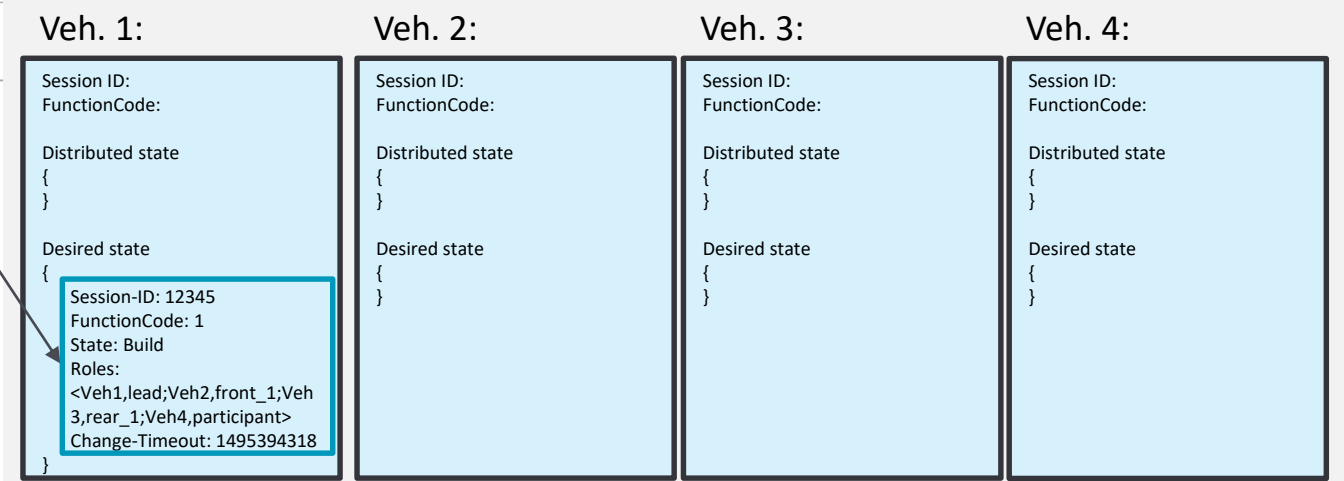 Veh. 1:
Session ID:
FunctionCode:
Distributed state
{
}
Desired state
{
Session-ID: 12345
FunctionCode: 1
State: Build
Roles:
<Veh1,lead;Veh2,front_1;Veh
3,rear_1;Veh4,participant>
Change-Timeout: 1495394318
}
Veh. 2:
Session ID:
FunctionCode:
Distributed state
{
}
Desired state
{
}
Veh. 3:
Session ID:
FunctionCode:
Distributed state
{
}
Desired state
{
}
Veh. 4:
Session ID:
FunctionCode:
Distributed state
{
}
Desired state
{
}